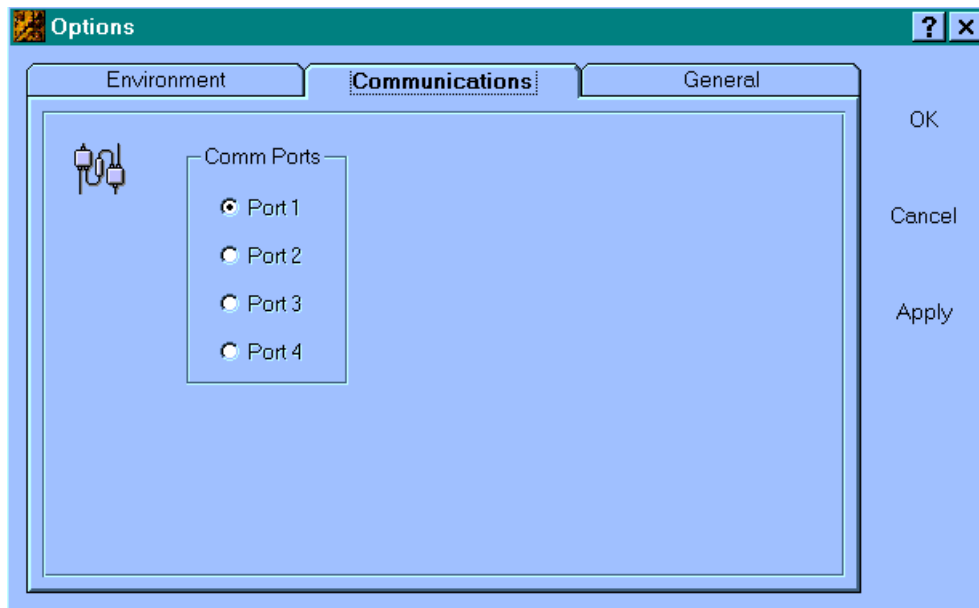 Options
Environment
Communications
General
Comm Ports
Port 1
Port 2
Port 3
Port 4
OK
Cancel
Apply